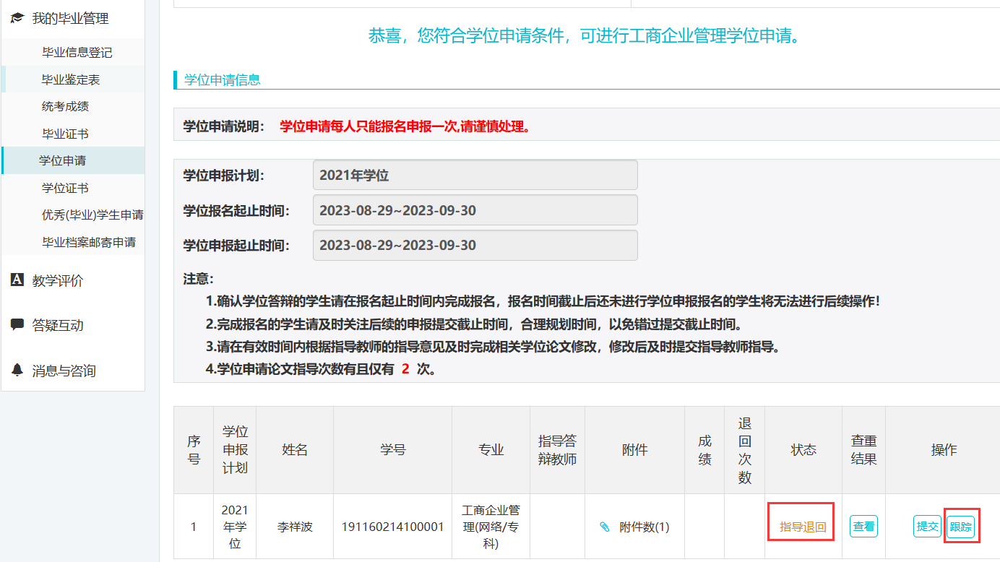 我的毕业管理
毕业信息登记
毕业鉴定表
统考成绩
毕业证书
学位申请
学位证书
优秀(毕业)学生申请
毕业档案邮寄申请
教学评价
答疑互动
消息与咨询
恭喜，您符合学位申请条件，可进行工商企业管理学位申请。
学位申请信息
学位申请说明： 学位申请每人只能报名申报一次,请谨慎处理。
学位申报计划： 2021年学位
学位报名起止时间： 2023-08-29~2023-09-30
学位申报起止时间： 2023-08-29~2023-09-30
注意：
1.确认学位答辩的学生请在报名起止时间内完成报名，报名时间截止后还未进行学位申报报名的学生将无法进行后续操作！
2.完成报名的学生请及时关注后续的申报提交截止时间，合理规划时间，以免错过提交截止时间。
3.请在有效时间内根据指导教师的指导意见及时完成相关学位论文修改，修改后及时提交指导教师指导。
4.学位申请论文指导次数有且仅有 2 次。
序
号
学位
申报
计划
姓名
学号
专业
指导答
辩教师
附件
成
绩
退
回
次
数
状态
查重
结果
操作
1
2021
年学
位
李祥波
191160214100001
工商企业管
理(网络/专
科)
附件数(1)
指导退回
查看
提交
跟踪